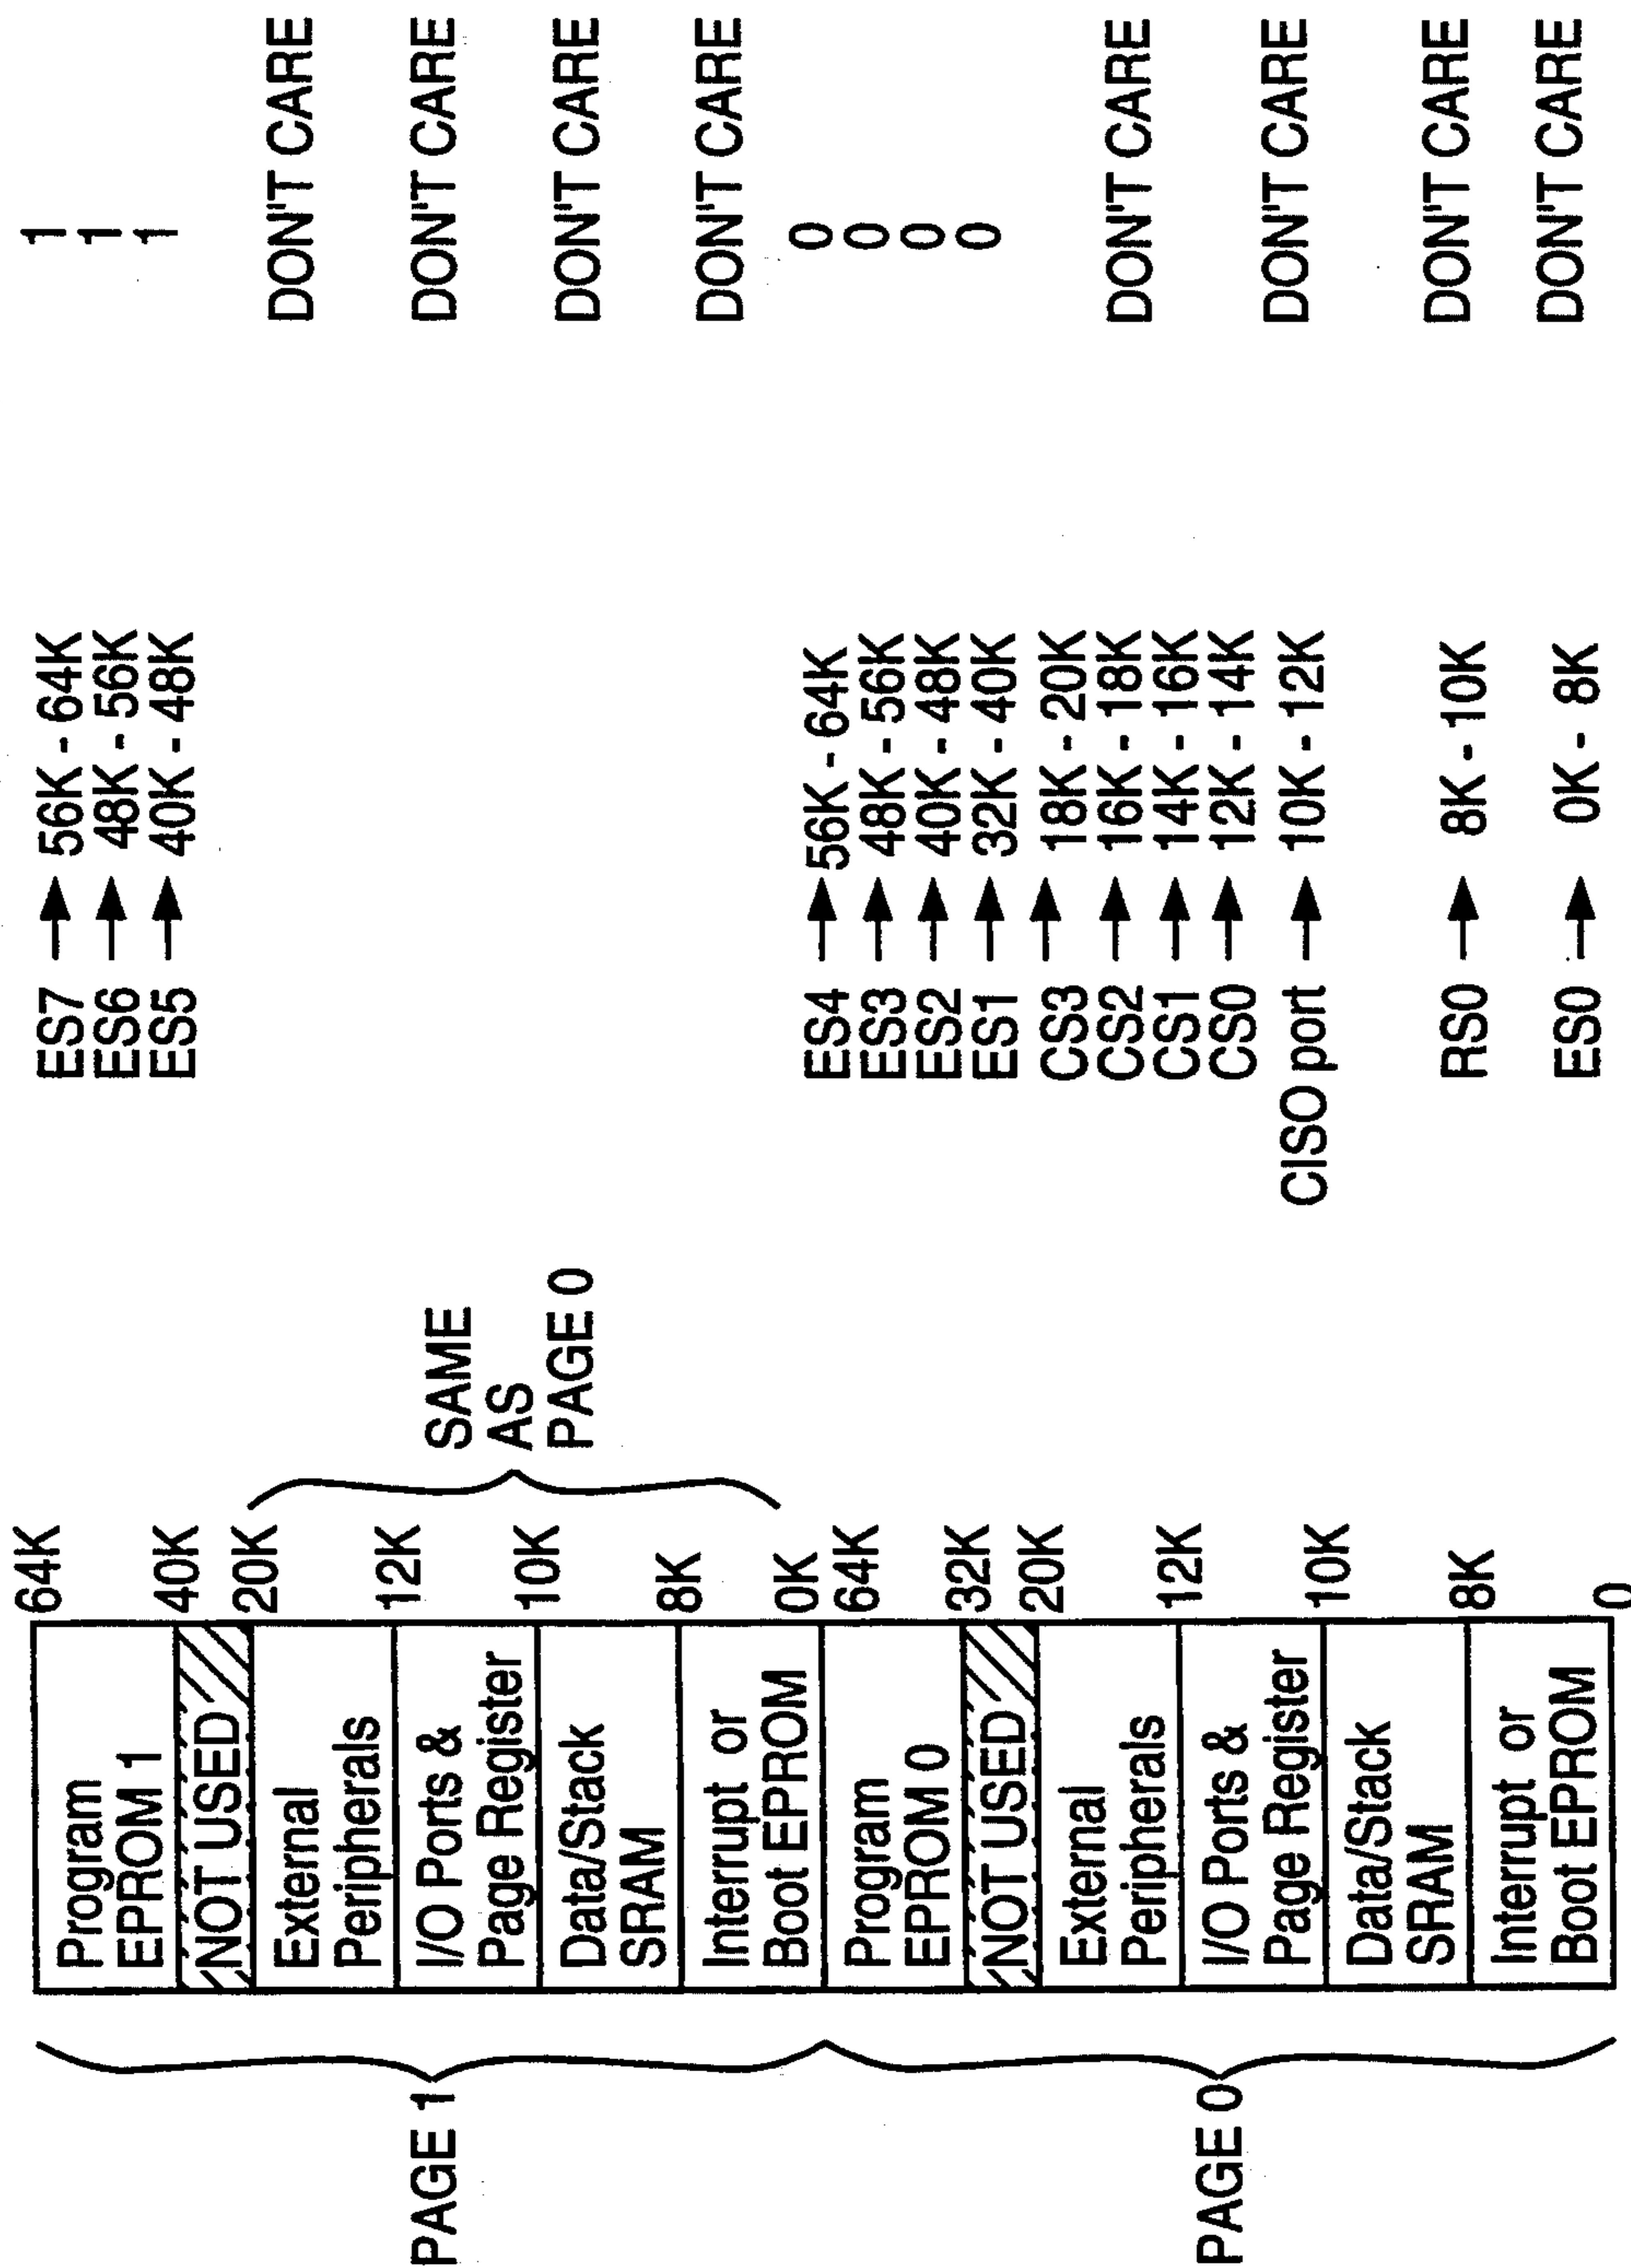 PAGE 1
PAGE 0
Program
EPROM 1
NOT USED
External
Peripherals
I/O Ports &
Page Register
Data/Stack
SRAM
Interrupt or
Boot EPROM
Program
EPROM 0
NOT USED
External
Peripherals
I/O Ports &
Page Register
Data/Stack
SRAM
Interrupt or
Boot EPROM
64K
40K
20K
12K
10K
8K
0K
64K
32K
20K
12K
10K
8K
0
SAME
AS
PAGE 0
ES7 → 56K - 64K
ES6 → 48K - 56K
ES5 → 40K - 48K
ES4 → 56K - 64K
ES3 → 48K - 56K
ES2 → 40K - 48K
ES1 → 32K - 40K
CS3 → 18K - 20K
CS2 → 16K - 18K
CS1 → 14K - 16K
CS0 → 12K - 14K
CISO port → 10K - 12K
RS0 → 8K - 10K
ES0 → 0K - 8K
1
1
1
DON'T CARE
DON'T CARE
DON'T CARE
DON'T CARE
0
0
0
0
DON'T CARE
DON'T CARE
DON'T CARE
DON'T CARE